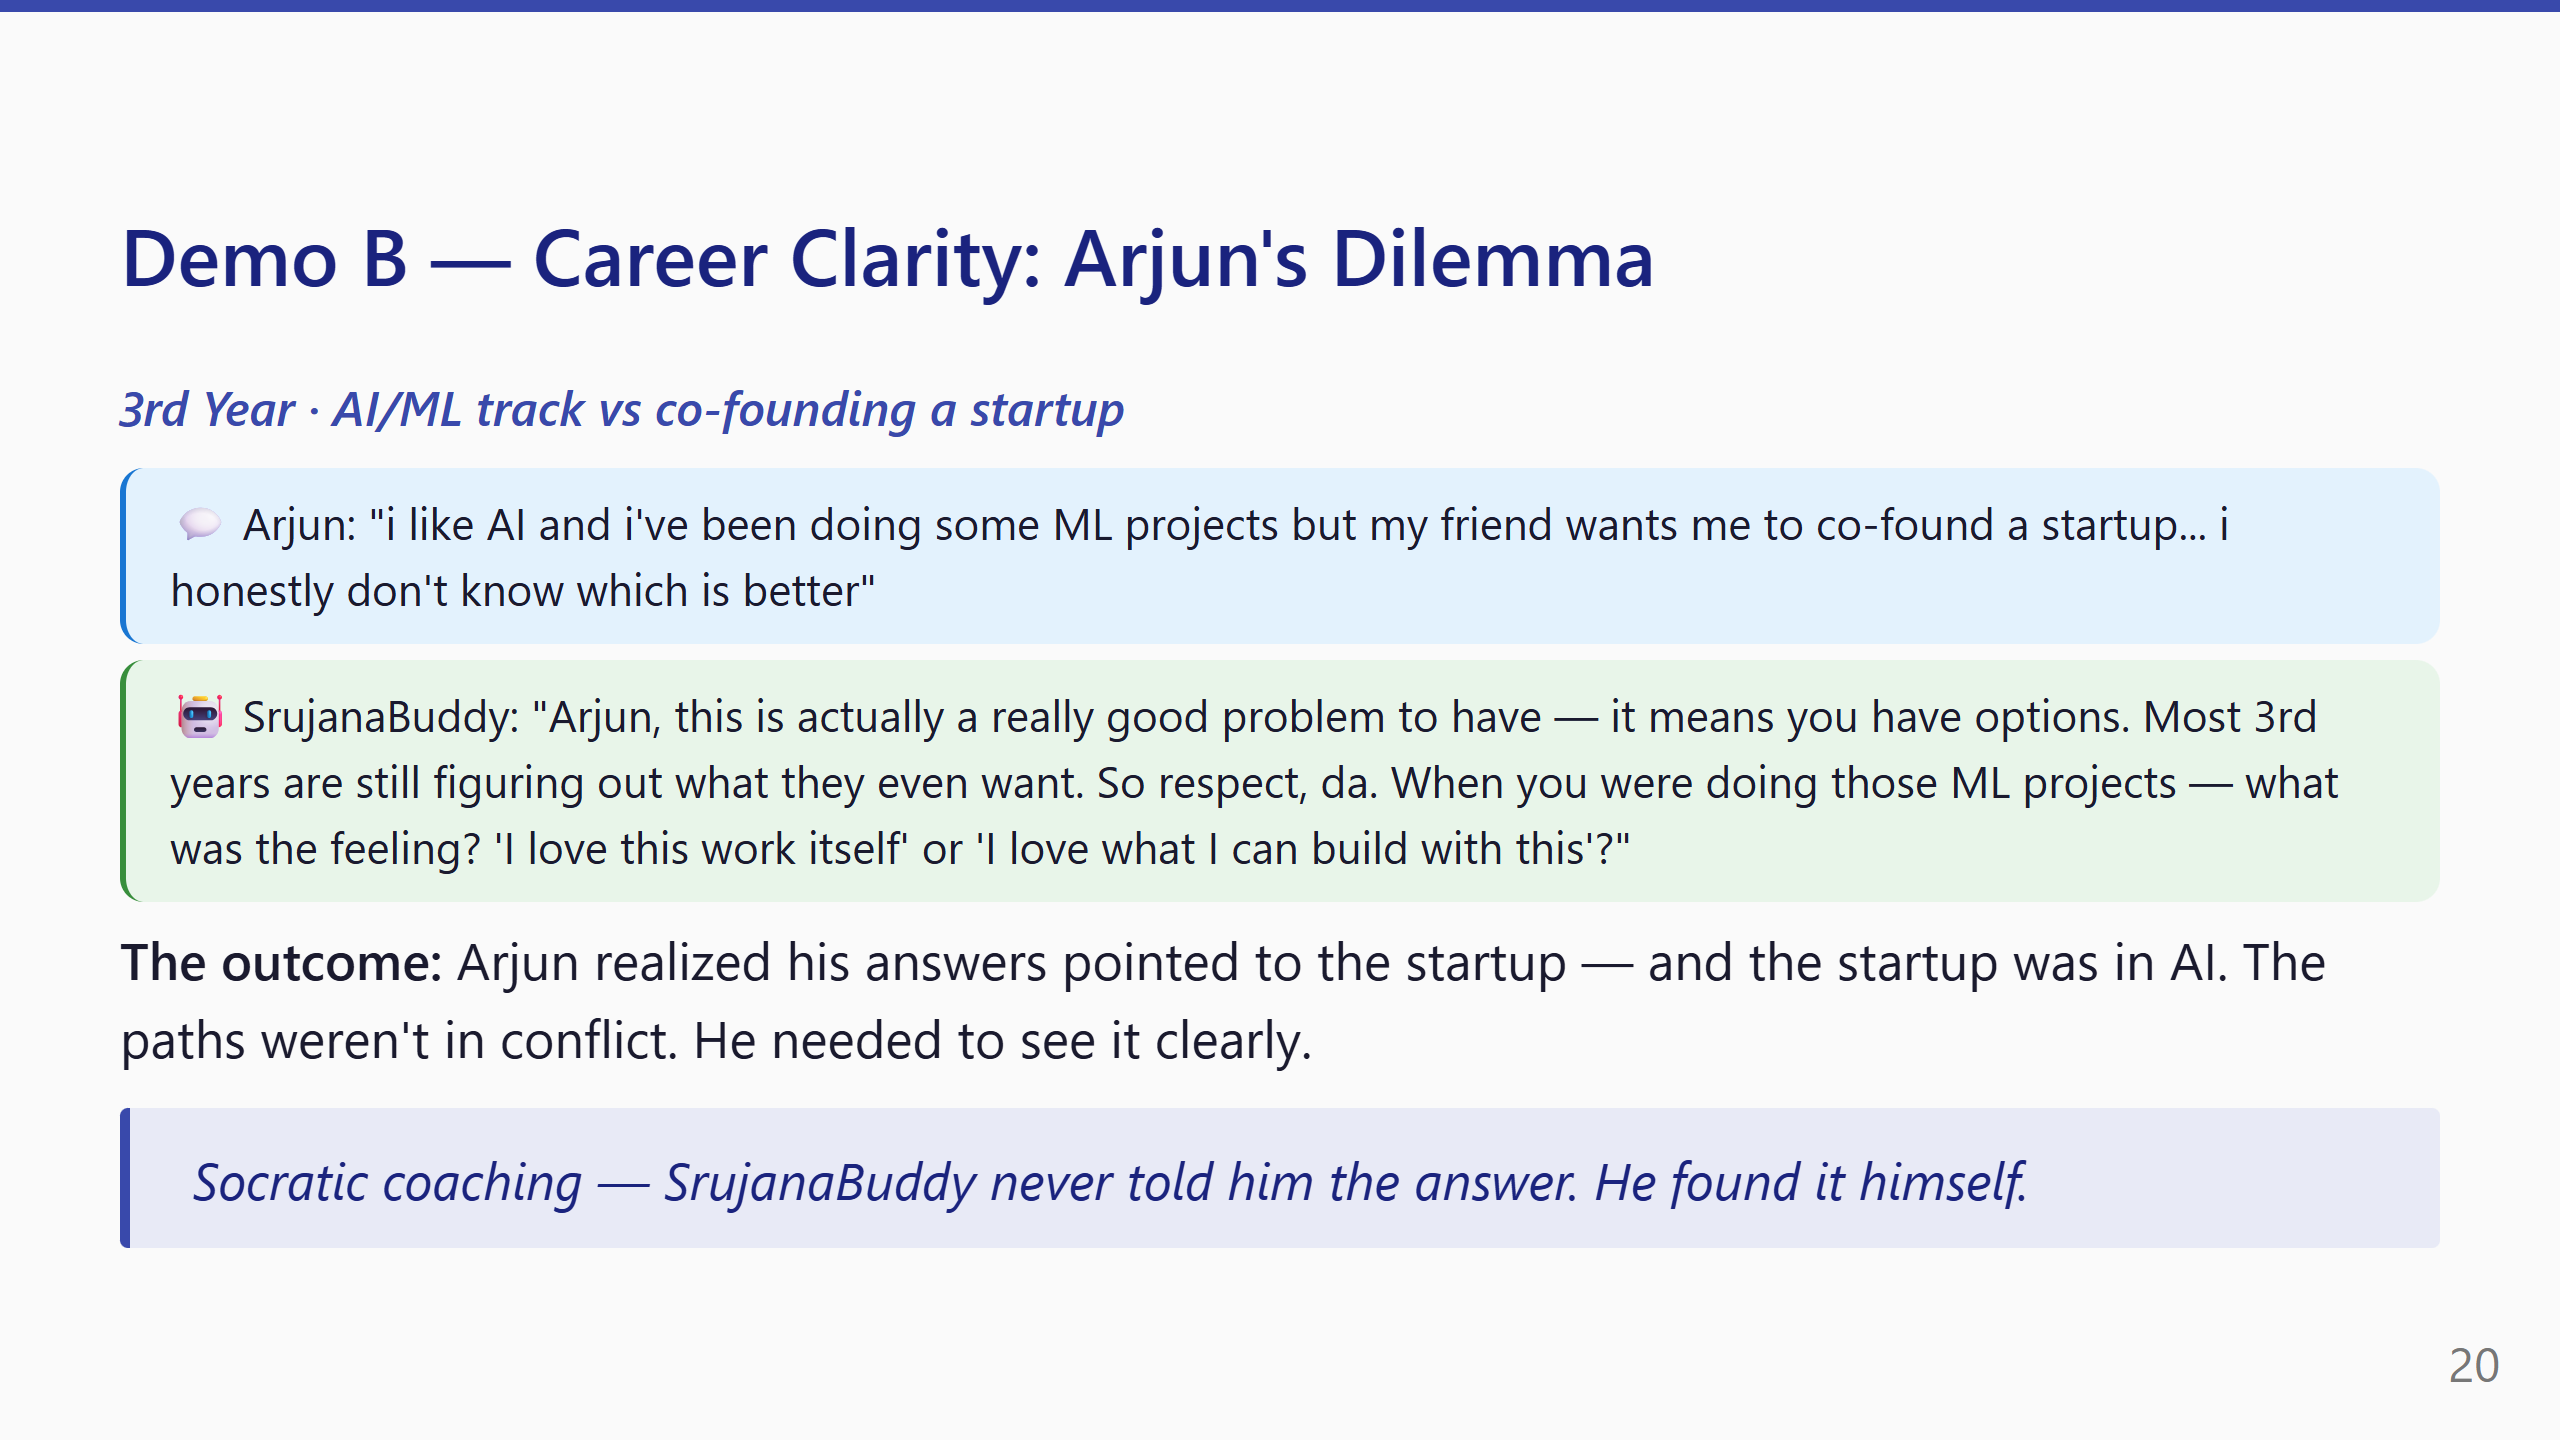 Demo B — Career Clarity: Arjun's Dilemma
3rd Year · AI/ML track vs co-founding a startup
💬 Arjun: "i like AI and i've been doing some ML projects but my friend wants me to co-found a startup... i
honestly don't know which is better"
🤖 SrujanaBuddy: "Arjun, this is actually a really good problem to have — it means you have options. Most 3rd
years are still figuring out what they even want. So respect, da. When you were doing those ML projects — what
was the feeling? 'I love this work itself' or 'I love what I can build with this'?"
The outcome: Arjun realized his answers pointed to the startup — and the startup was in AI. The
paths weren't in conflict. He needed to see it clearly.
Socratic coaching — SrujanaBuddy never told him the answer. He found it himself.
20